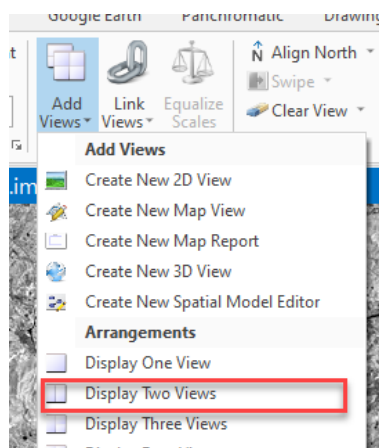 Google Earth Panchromatic Drawing
t
Add Views
Link Views
Equalize Scales
Align North
Swipe
Clear View
.im
Add Views
Create New 2D View
Create New Map View
Create New Map Report
Create New 3D View
Create New Spatial Model Editor
Arrangements
Display One View
Display Two Views
Display Three Views